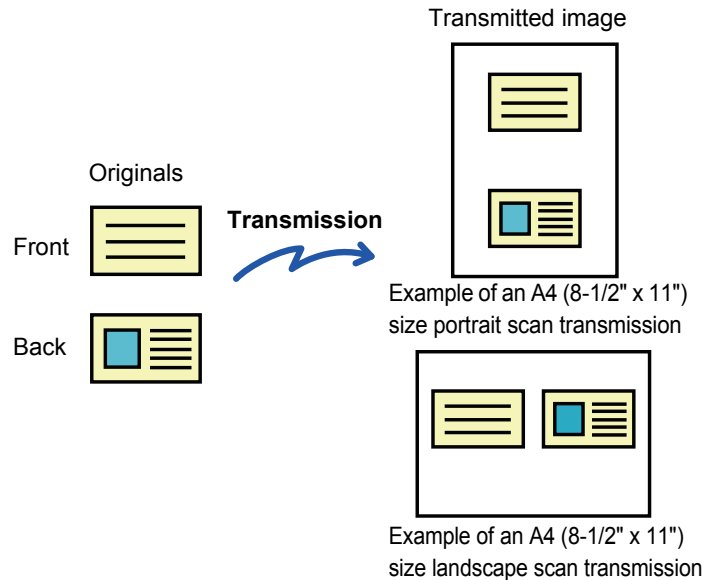 Transmitted image
Originals
Front
Transmission
Back
Example of an A4 (8-1/2" x 11")
size portrait scan transmission
Example of an A4 (8-1/2" x 11")
size landscape scan transmission